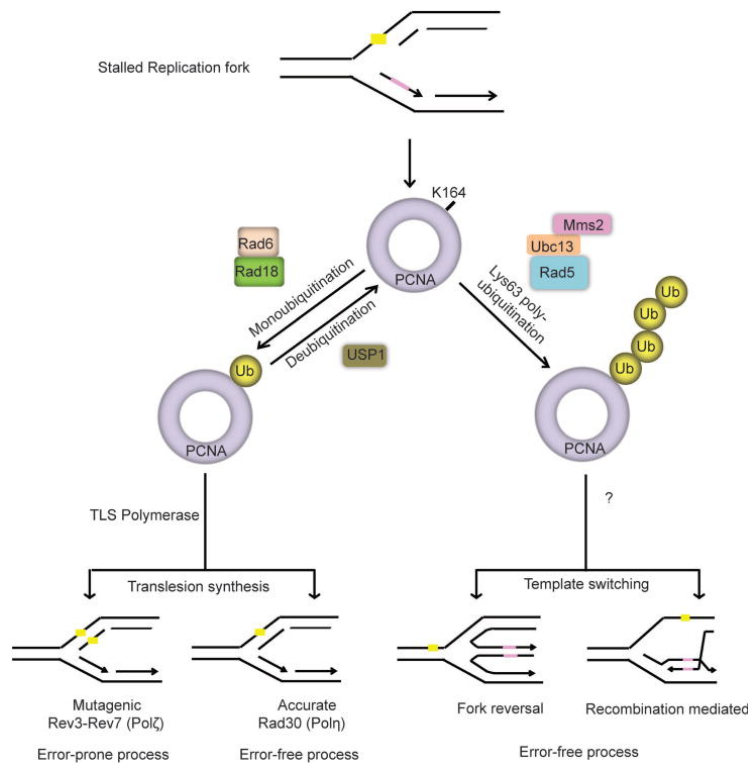 Stalled Replication fork
K164
PCNA
Rad6
Rad18
Mms2
Ubc13
Rad5
Monoubiquitination
Deubiquitination
USP1
Lys63 poly-
ubiquitination
Ub
PCNA
Ub
Ub
Ub
Ub
PCNA
TLS Polymerase
?
Translesion synthesis
Template switching
Mutagenic
Rev3-Rev7 (Polζ)
Error-prone process
Accurate
Rad30 (Polη)
Error-free process
Fork reversal
Recombination mediated
Error-free process